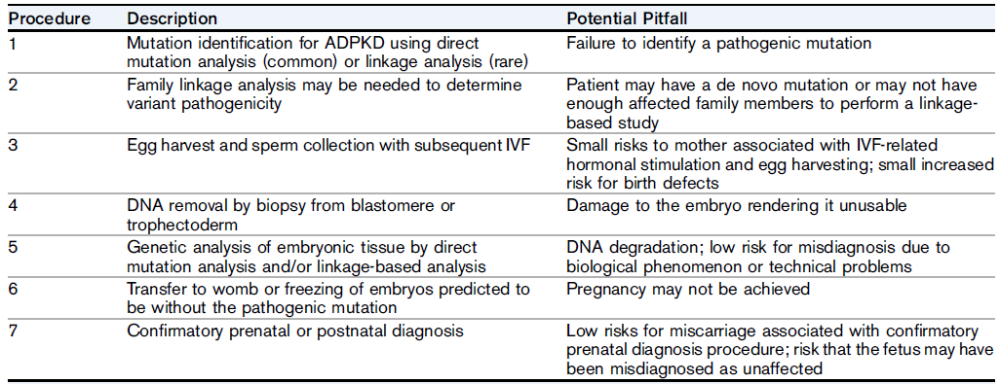 Procedure Description Potential Pitfall
1 Mutation identification for ADPKD using direct Failure to identify a pathogenic mutation
mutation analysis (common) or linkage analysis (rare)
2 Family linkage analysis may be needed to determine Patient may have a de novo mutation or may not have
variant pathogenicity enough affected family members to perform a linkage-
based study
3 Egg harvest and sperm collection with subsequent IVF Small risks to mother associated with IVF-related
hormonal stimulation and egg harvesting; small increased
risk for birth defects
4 DNA removal by biopsy from blastomere or Damage to the embryo rendering it unusable
trophectoderm
5 Genetic analysis of embryonic tissue by direct DNA degradation; low risk for misdiagnosis due to
mutation analysis and/or linkage-based analysis biological phenomenon or technical problems
6 Transfer to womb or freezing of embryos predicted to Pregnancy may not be achieved
be without the pathogenic mutation
7 Confirmatory prenatal or postnatal diagnosis Low risks for miscarriage associated with confirmatory
prenatal diagnosis procedure; risk that the fetus may have
been misdiagnosed as unaffected